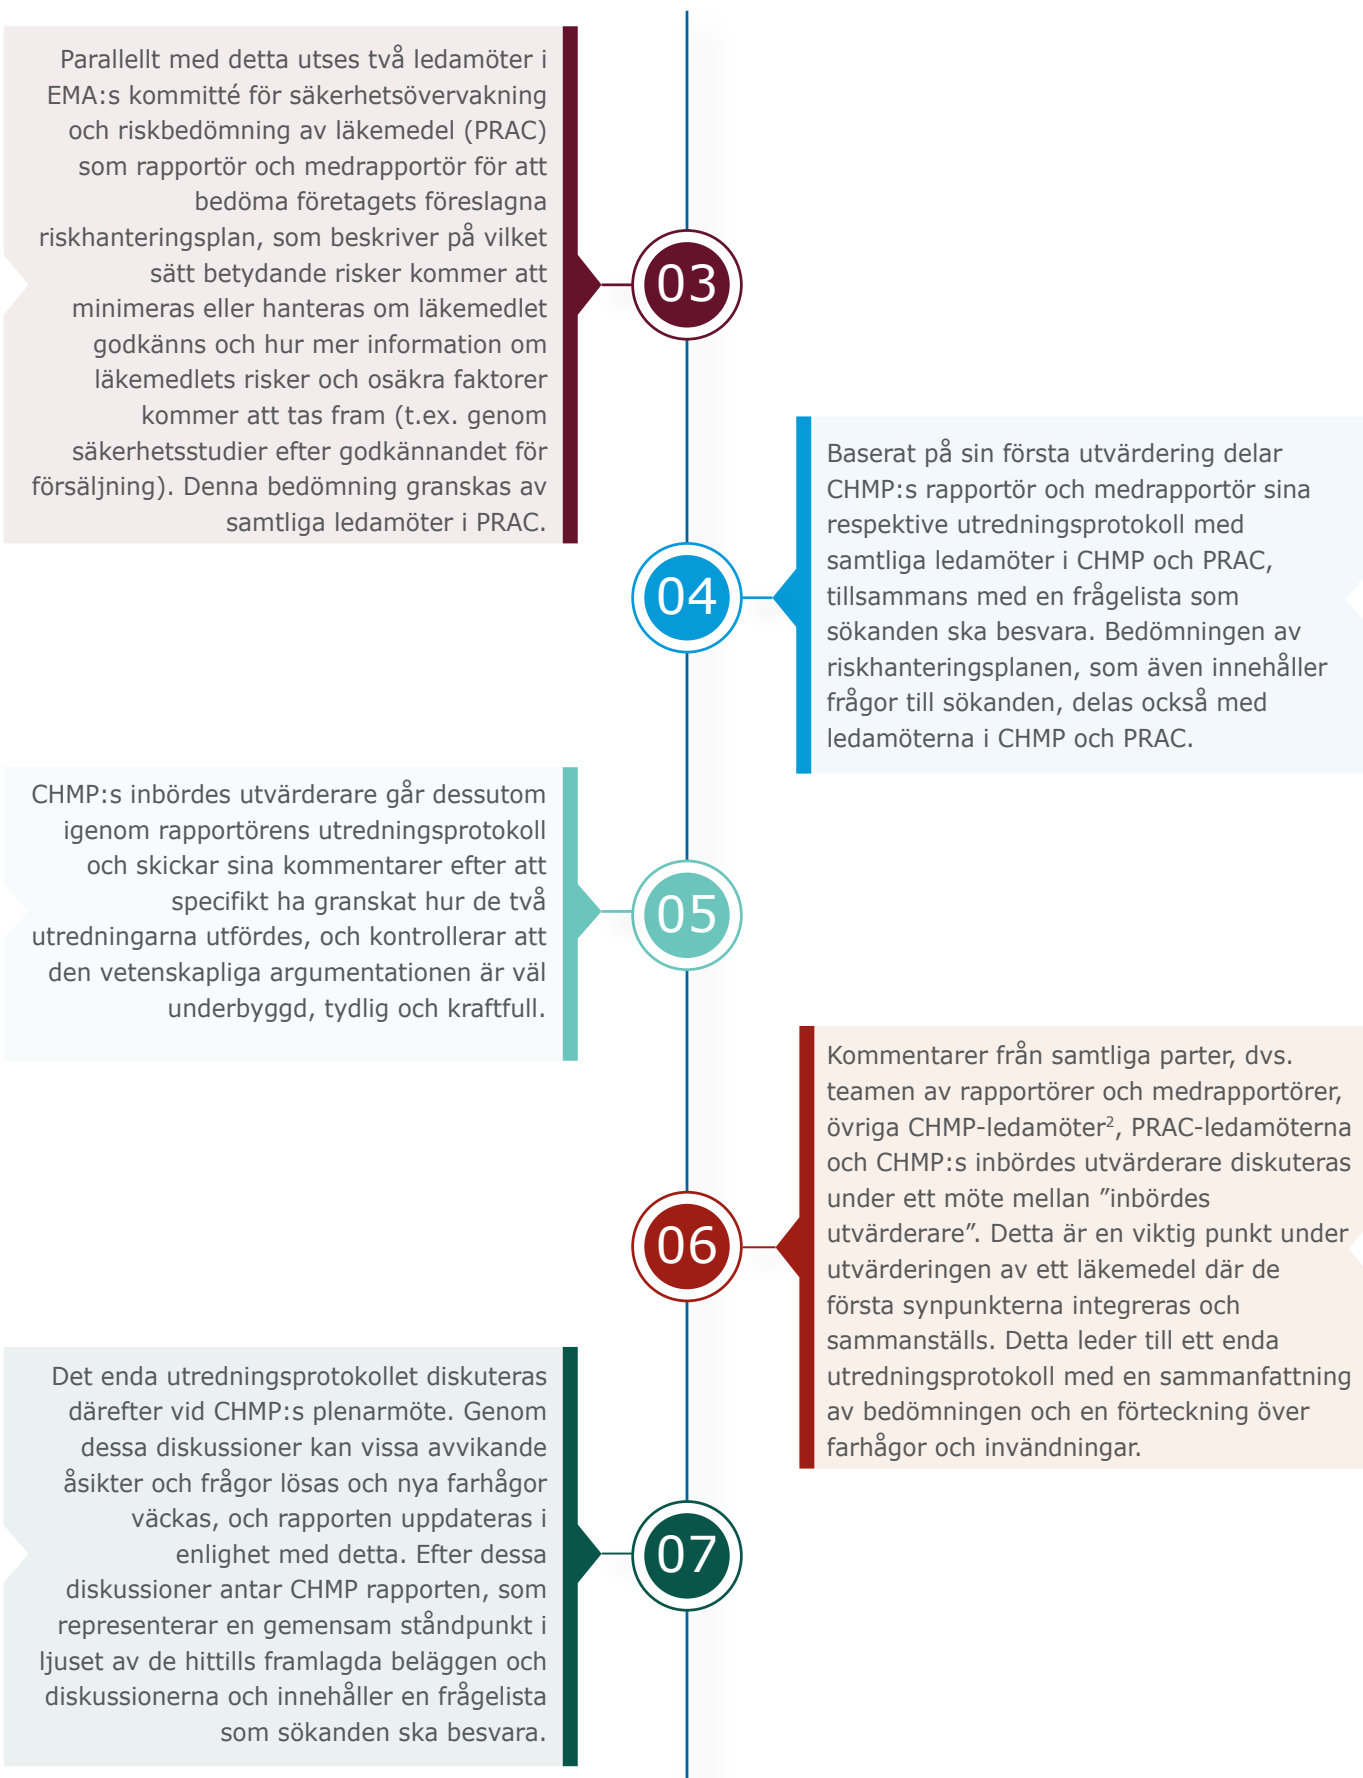 Parallellt med detta utses två ledamöter i
EMA:s kommitté för säkerhetsövervakning
och riskbedömning av läkemedel (PRAC)
som rapportör och medrapportör för att
bedöma företagets föreslagna
riskhanteringsplan, som beskriver på vilket
sätt betydande risker kommer att
minimeras eller hanteras om läkemedlet
godkänns och hur mer information om
läkemedlets risker och osäkra faktorer
kommer att tas fram (t.ex. genom
säkerhetsstudier efter godkännandet för
försäljning). Denna bedömning granskas av
samtliga ledamöter i PRAC.
03
04
Baserat på sin första utvärdering delar
CHMP:s rapportör och medrapportör sina
respektive utredningsprotokoll med
samtliga ledamöter i CHMP och PRAC,
tillsammans med en frågelista som
sökanden ska besvara. Bedömningen av
riskhanteringsplanen, som även innehåller
frågor till sökanden, delas också med
ledamöterna i CHMP och PRAC.
CHMP:s inbördes utvärderare går dessutom
igenom rapportörens utredningsprotokoll
och skickar sina kommentarer efter att
specifikt ha granskat hur de två
utredningarna utfördes, och kontrollerar att
den vetenskapliga argumentationen är väl
underbyggd, tydlig och kraftfull.
05
06
Kommentarer från samtliga parter, dvs.
teamen av rapportörer och medrapportörer,
övriga CHMP-ledamöter², PRAC-ledamöterna
och CHMP:s inbördes utvärderare diskuteras
under ett möte mellan ”inbördes
utvärderare”. Detta är en viktig punkt under
utvärderingen av ett läkemedel där de
första synpunkterna integreras och
sammanställs. Detta leder till ett enda
utredningsprotokoll med en sammanfattning
av bedömningen och en förteckning över
farhågor och invändningar.
Det enda utredningsprotokollet diskuteras
därefter vid CHMP:s plenarmöte. Genom
dessa diskussioner kan vissa avvikande
åsikter och frågor lösas och nya farhågor
väckas, och rapporten uppdateras i
enlighet med detta. Efter dessa
diskussioner antar CHMP rapporten, som
representerar en gemensam ståndpunkt i
ljuset av de hittills framlagda beläggen och
diskussionerna och innehåller en frågelista
som sökanden ska besvara.
07